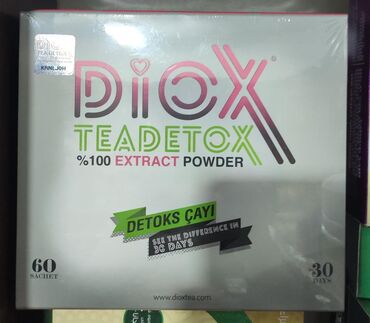 DiOX
TEADETOX
%100 EXTRACT POWDER
DETOKS ÇAYI
SEE THE DIFFERENCE IN
30 DAYS
60
SACHET
30
DAYS
www.dioxtea.com